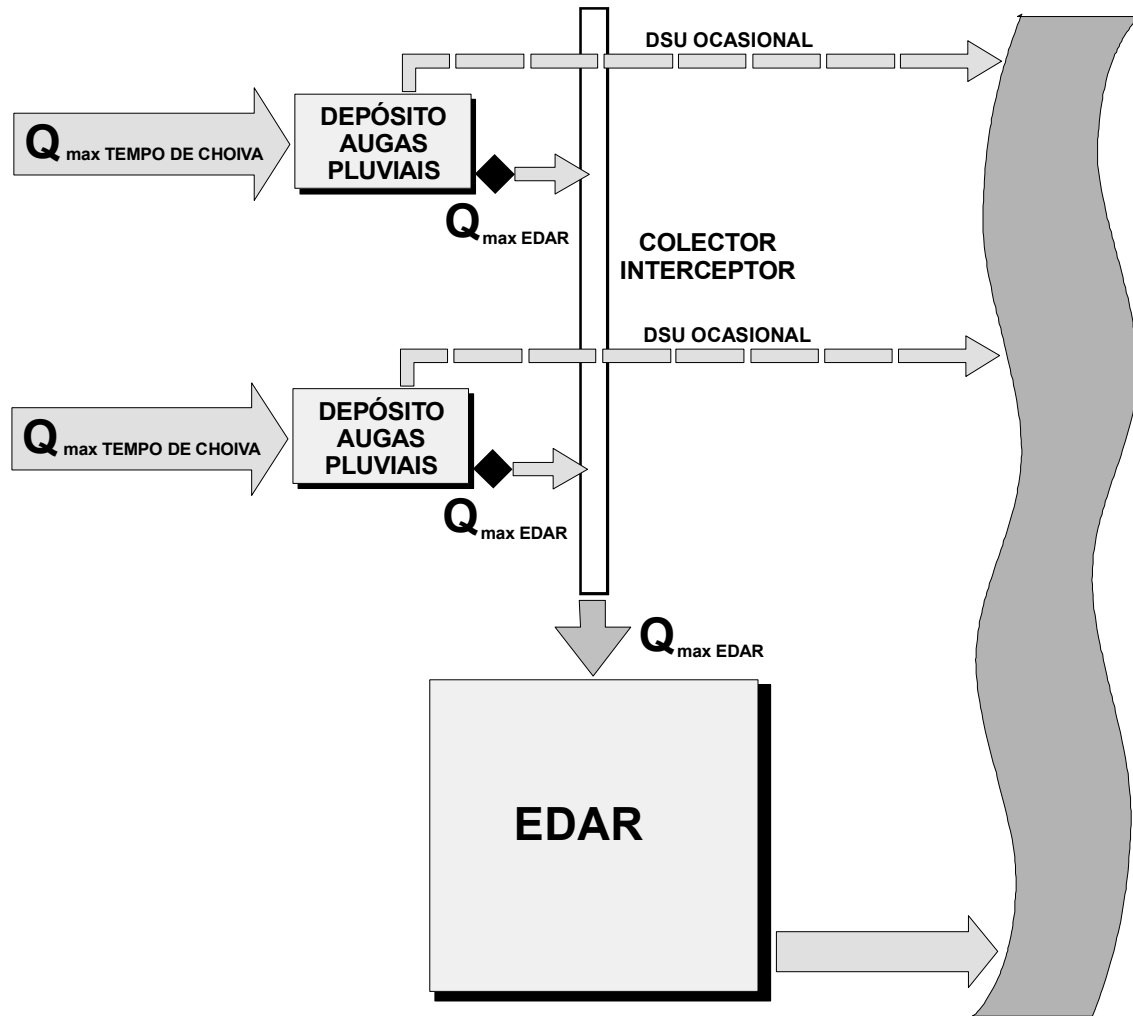 DSU OCASIONAL
Q max TEMPO DE CHOIVA
DEPÓSITO
AUGAS
PLUVIAIS
Q max EDAR
COLECTOR
INTERCEPTOR
DSU OCASIONAL
Q max TEMPO DE CHOIVA
DEPÓSITO
AUGAS
PLUVIAIS
Q max EDAR
Q max EDAR
EDAR